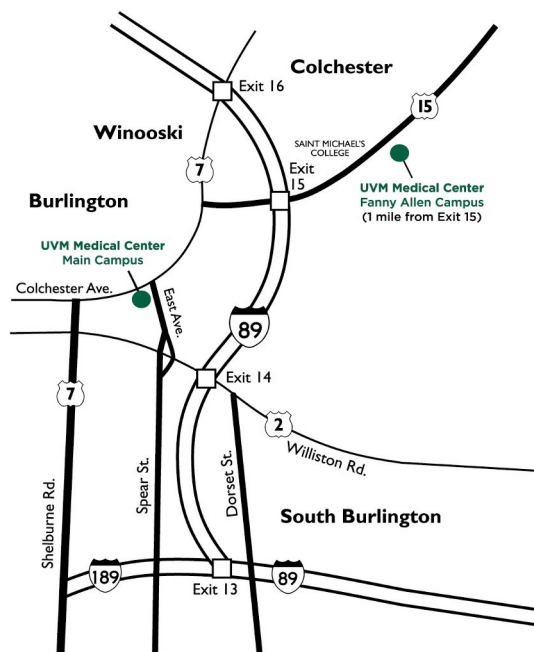 Exit 16
Colchester
15
Winooski
SAINT MICHAEL'S
COLLEGE
7
Exit
15
UVM Medical Center
Fanny Allen Campus
(1 mile from Exit 15)
Burlington
UVM Medical Center
Main Campus
Colchester Ave.
East Ave.
89
Exit 14
7
2
Williston Rd.
Shelburne Rd.
Spear St.
Dorset St.
South Burlington
189
Exit 13
89